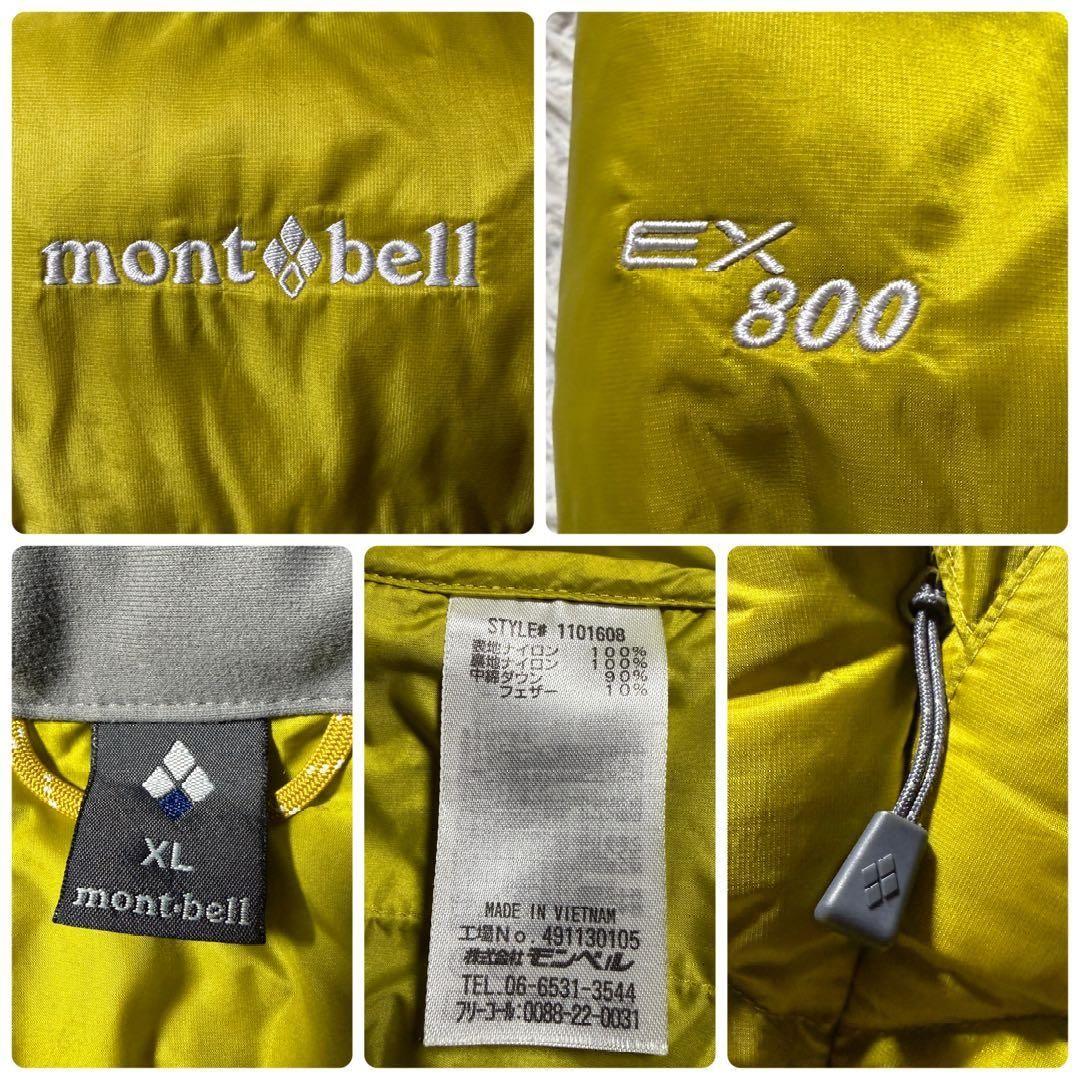 mont bell
EX
800
XL
mont·bell
STYLE# 1101608
表地ナイロン 100%
裏地ナイロン 100%
中綿ダウン 90%
フェザー 10%
MADE IN VIETNAM
工場No. 491130105
株式会社 モンベル
TEL.06-6531-3544
フリーコール:0088-22-0031